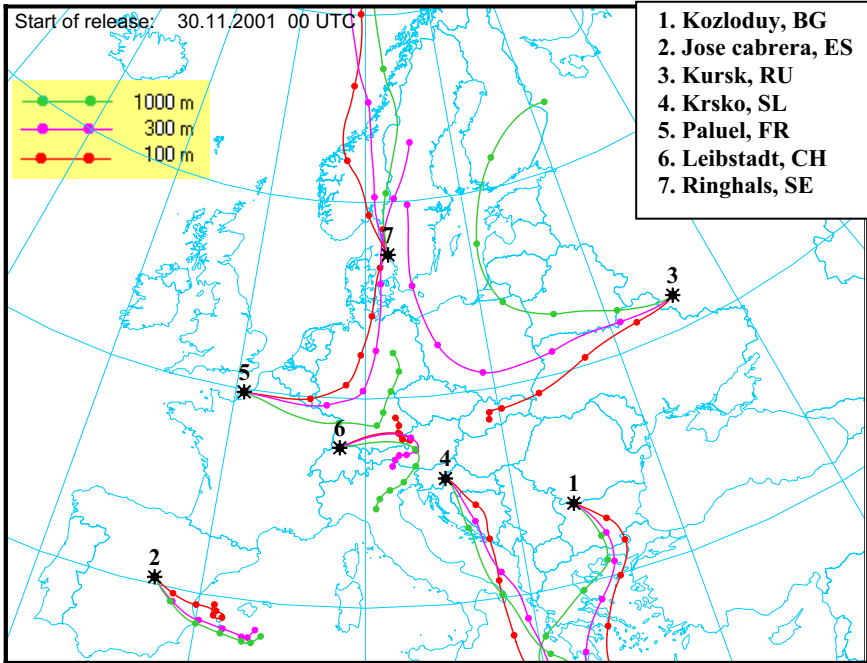 Start of release: 30.11.2001 00 UTC
1000 m
300 m
100 m
1. Kozloduy, BG
2. Jose cabrera, ES
3. Kursk, RU
4. Krsko, SL
5. Paluel, FR
6. Leibstadt, CH
7. Ringhals, SE
7
3
5
6
4
1
2